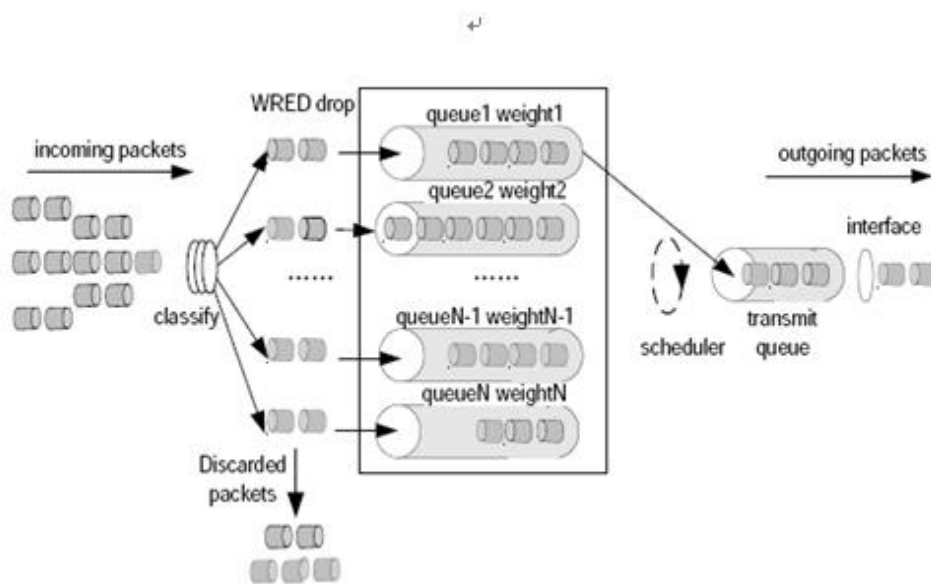 ↵
WRED drop
queue1 weight1
incoming packets
outgoing packets
queue2 weight2
interface
......
......
classify
queueN-1 weightN-1
scheduler
transmit
queue
queueN weightN
Discarded
packets